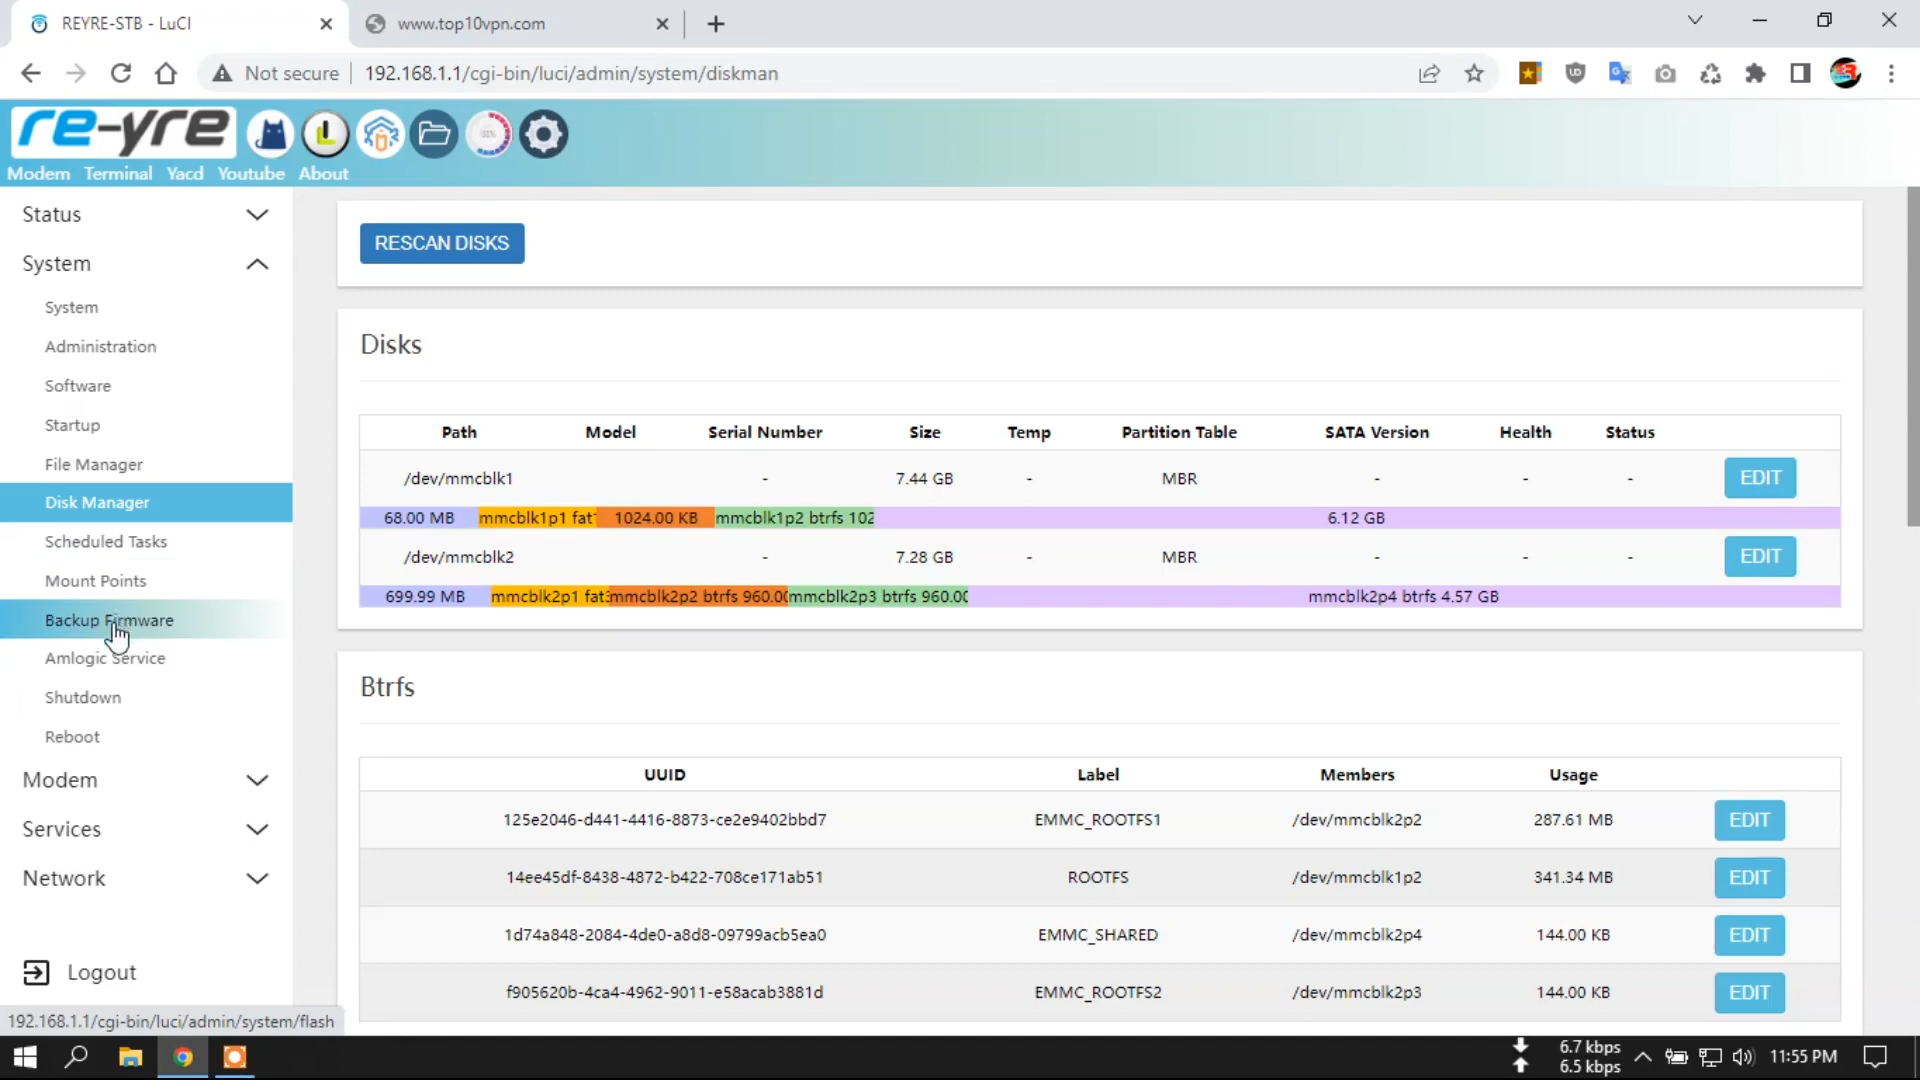 REYRE-STB - LuCI
www.top10vpn.com
Not secure
192.168.1.1/cgi-bin/luci/admin/system/diskman
re-yre
Modem Terminal Yacd Youtube About
Status
System
System
Administration
Software
Startup
File Manager
Disk Manager
Scheduled Tasks
Mount Points
Backup Firmware
Amlogic Service
Shutdown
Reboot
Modem
Services
Network
Logout
192.168.1.1/cgi-bin/luci/admin/system/flash
RESCAN DISKS
Disks
Path Model Serial Number Size Temp Partition Table SATA Version Health Status
/dev/mmcblk1 - 7.44 GB - MBR - - - EDIT
68.00 MB mmcblk1p1 fat 1024.00 KB mmcblk1p2 btrfs 102 6.12 GB
/dev/mmcblk2 - 7.28 GB - MBR - - - EDIT
699.99 MB mmcblk2p1 fat3 mmcblk2p2 btrfs 960.00 mmcblk2p3 btrfs 960.00 mmcblk2p4 btrfs 4.57 GB
Btrfs
UUID Label Members Usage
125e2046-d441-4416-8873-ce2e9402bbd7 EMMC_ROOTFS1 /dev/mmcblk2p2 287.61 MB EDIT
14ee45df-8438-4872-b422-708ce171ab51 ROOTFS /dev/mmcblk1p2 341.34 MB EDIT
1d74a848-2084-4de0-a8d8-09799acb5ea0 EMMC_SHARED /dev/mmcblk2p4 144.00 KB EDIT
f905620b-4ca4-4962-9011-e58acab3881d EMMC_ROOTFS2 /dev/mmcblk2p3 144.00 KB EDIT
6.7 kbps
6.5 kbps
11:55 PM